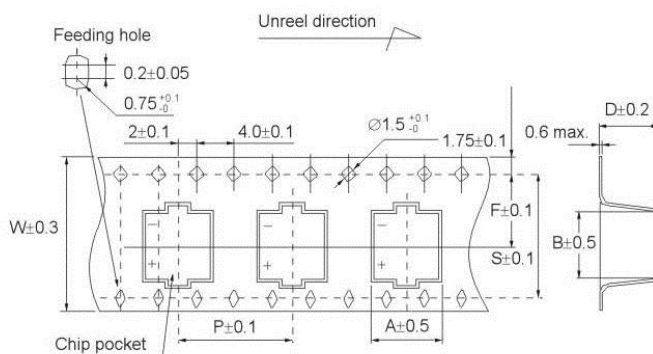 Feeding hole
Unreel direction
0.2±0.05
0.75 +0.1 -0
2±0.1
4.0±0.1
Ø1.5 +0.1 -0
1.75±0.1
0.6 max.
D±0.2
W±0.3
F±0.1
S±0.1
B±0.5
− − −
+ + +
P±0.1
A±0.5
Chip pocket